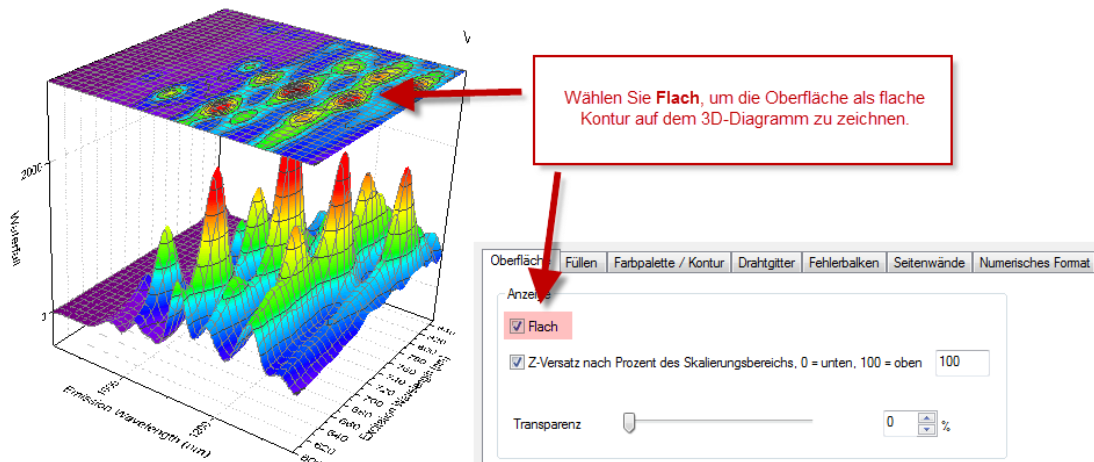 Wählen Sie Flach, um die Oberfläche als flache
Kontur auf dem 3D-Diagramm zu zeichnen.
2000
Waterfall
0
Emission Wavelength (nm)
Excitation Wavelength (nm)
Füllen
Farbpalette / Kontur
Drahtgitter
Fehlerbalken
Seitenwände
Numerisches Format
Anzeige
Flach
Z-Versatz nach Prozent des Skalierungsbereichs, 0 = unten, 100 = oben
100
Transparenz
0
%